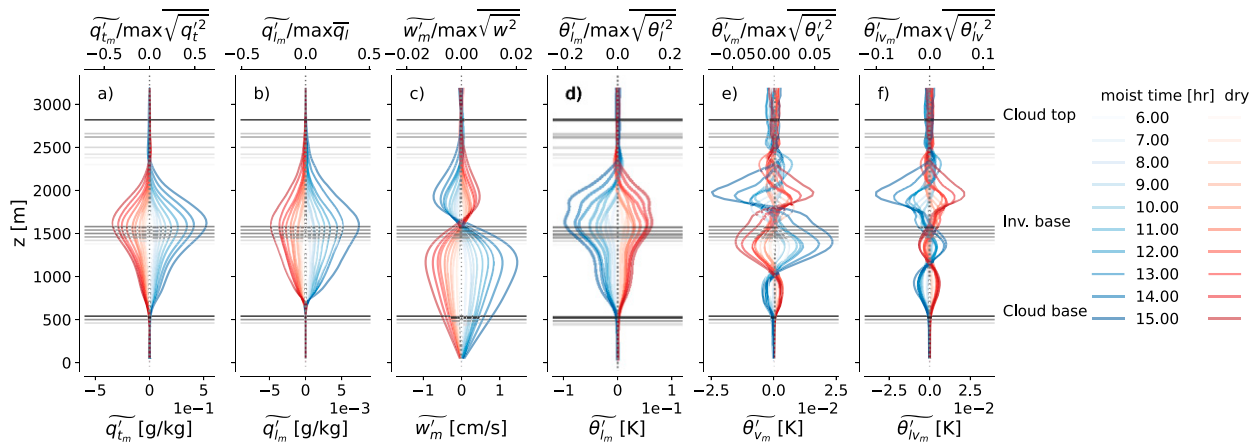 q̃′_{t_m}/max√(q′_t²) q̃′_{l_m}/max q̄_l w̃′_m/max√(w²) θ̃′_{l_m}/max√(θ′_l²) θ̃′_{v_m}/max√(θ′_v²) θ̃′_{lv_m}/max√(θ′_{lv}²)
−0.5 0.0 0.5 −0.5 0.0 0.5 −0.02 0.00 0.02 −0.2 0.0 0.2 −0.05 0.00 0.05 −0.1 0.0 0.1
a) b) c) d) e) f)
z [m]
3000
2500
2000
1500
1000
500
0
Cloud top
Inv. base
Cloud base
moist time [hr] dry
6.00
7.00
8.00
9.00
10.00
11.00
12.00
13.00
14.00
15.00
−5 0 5 −5 0 5 −1 0 1 −1 0 1 −2.5 0.0 2.5 −2.5 0.0 2.5
1e−1 1e−3 1e−1 1e−2 1e−2
q̃′_{t_m} [g/kg] q̃′_{l_m} [g/kg] w̃′_m [cm/s] θ̃′_{l_m} [K] θ̃′_{v_m} [K] θ̃′_{lv_m} [K]